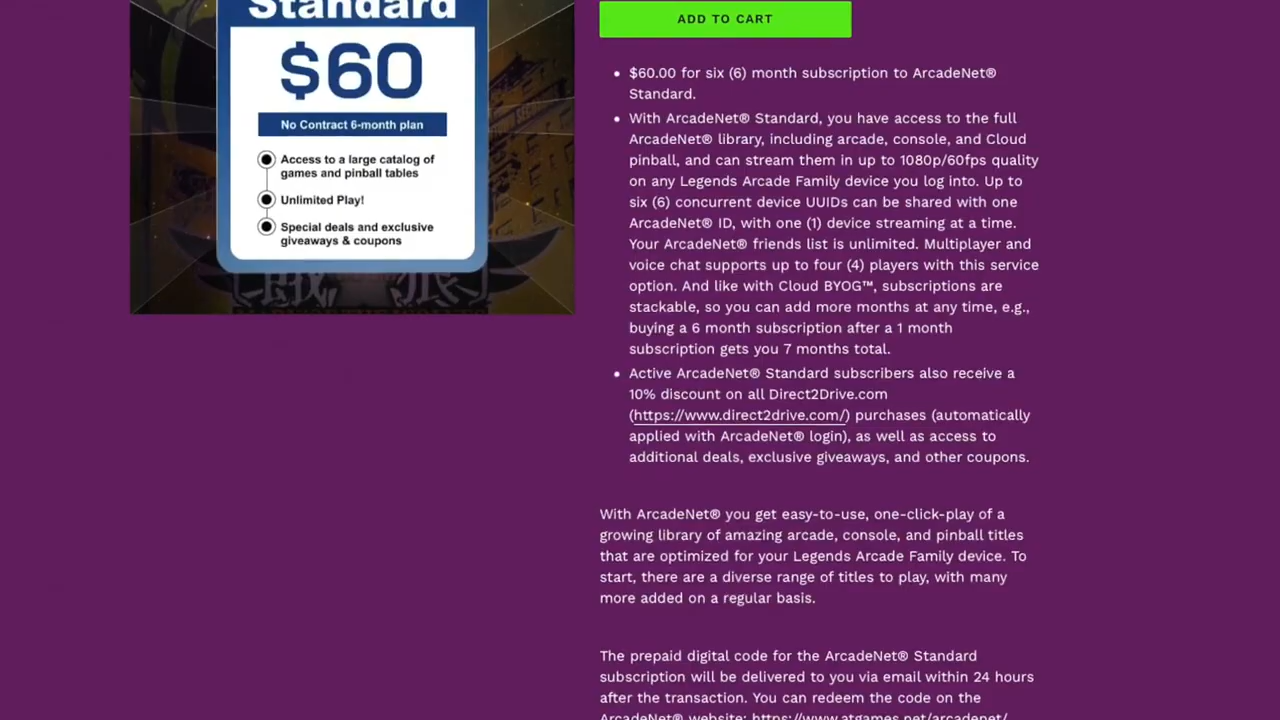 Standard
$60
No Contract 6-month plan
Access to a large catalog of
games and pinball tables
Unlimited Play!
Special deals and exclusive
giveaways & coupons
ADD TO CART
• $60.00 for six (6) month subscription to ArcadeNet®
Standard.
• With ArcadeNet® Standard, you have access to the full
ArcadeNet® library, including arcade, console, and Cloud
pinball, and can stream them in up to 1080p/60fps quality
on any Legends Arcade Family device you log into. Up to
six (6) concurrent device UUIDs can be shared with one
ArcadeNet® ID, with one (1) device streaming at a time.
Your ArcadeNet® friends list is unlimited. Multiplayer and
voice chat supports up to four (4) players with this service
option. And like with Cloud BYOG™, subscriptions are
stackable, so you can add more months at any time, e.g.,
buying a 6 month subscription after a 1 month
subscription gets you 7 months total.
• Active ArcadeNet® Standard subscribers also receive a
10% discount on all Direct2Drive.com
(https://www.direct2drive.com/) purchases (automatically
applied with ArcadeNet® login), as well as access to
additional deals, exclusive giveaways, and other coupons.
With ArcadeNet® you get easy-to-use, one-click-play of a
growing library of amazing arcade, console, and pinball titles
that are optimized for your Legends Arcade Family device. To
start, there are a diverse range of titles to play, with many
more added on a regular basis.
The prepaid digital code for the ArcadeNet® Standard
subscription will be delivered to you via email within 24 hours
after the transaction. You can redeem the code on the
ArcadeNet® website: https://www.atgames.net/arcadenet/